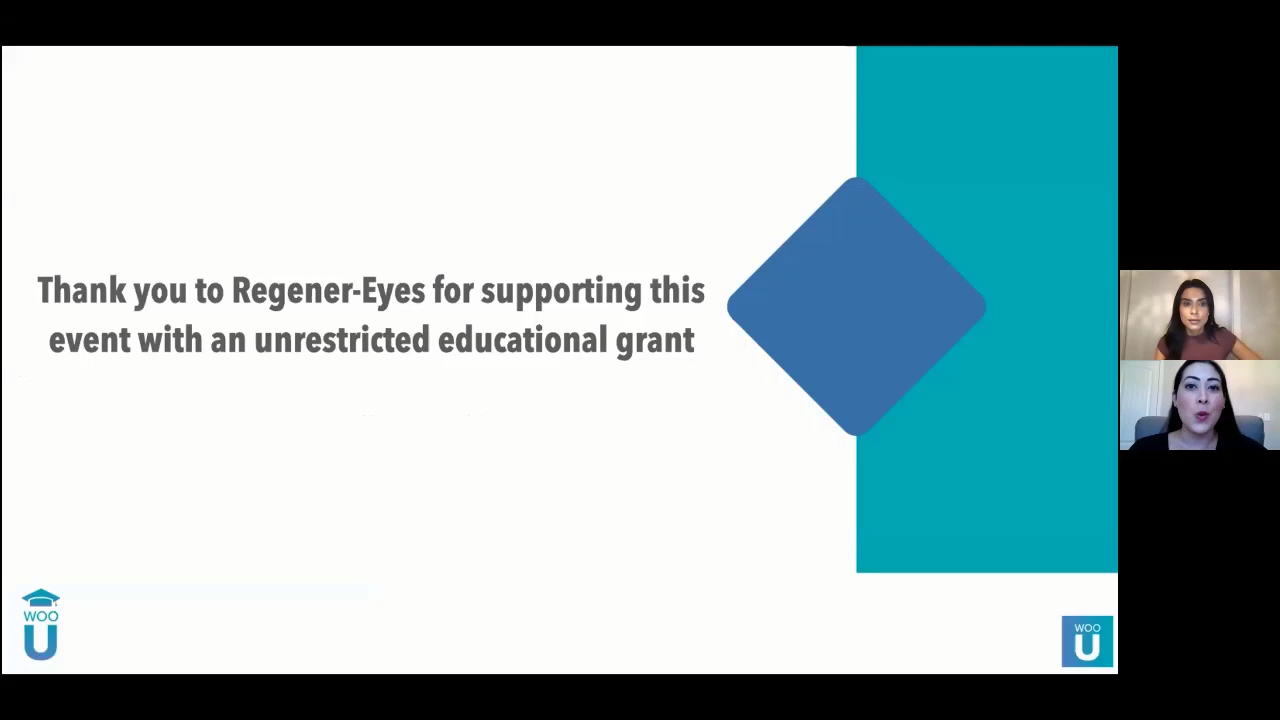 Thank you to Regener-Eyes for supporting this
event with an unrestricted educational grant
WOO
U
WOO
U